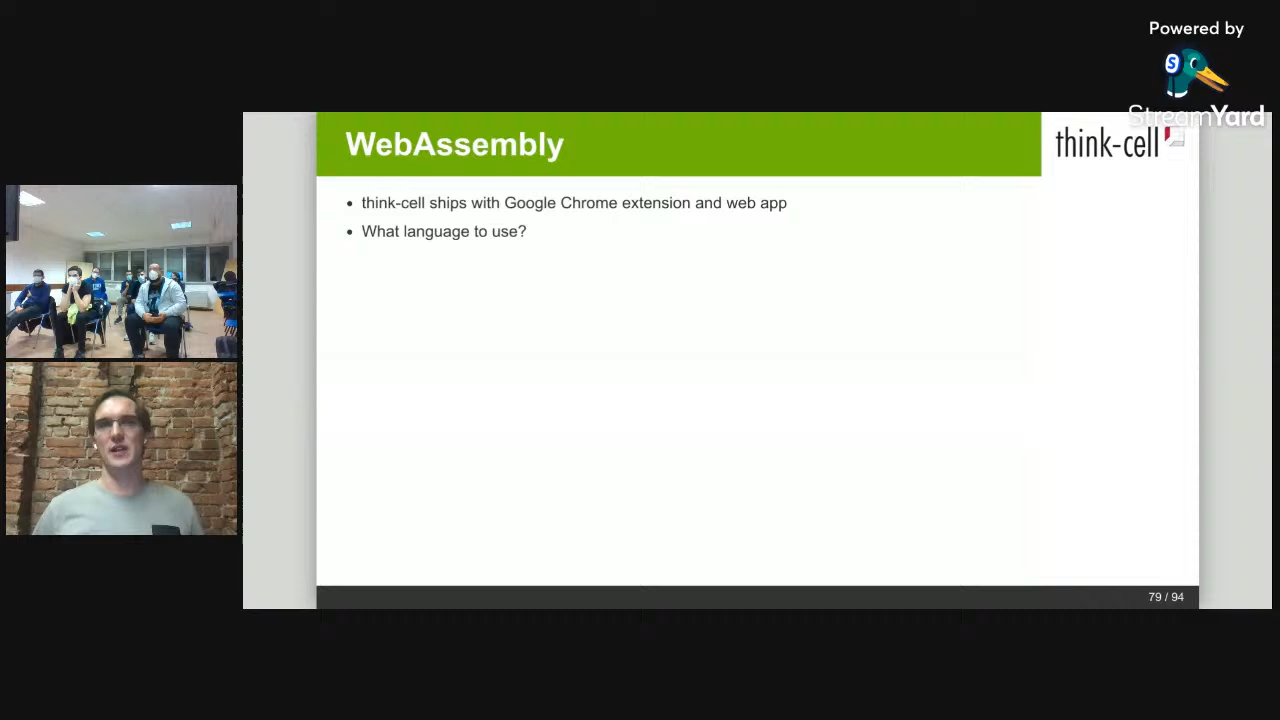 Powered by
S
StreamYard
WebAssembly
think-cell
• think-cell ships with Google Chrome extension and web app
• What language to use?
79 / 94